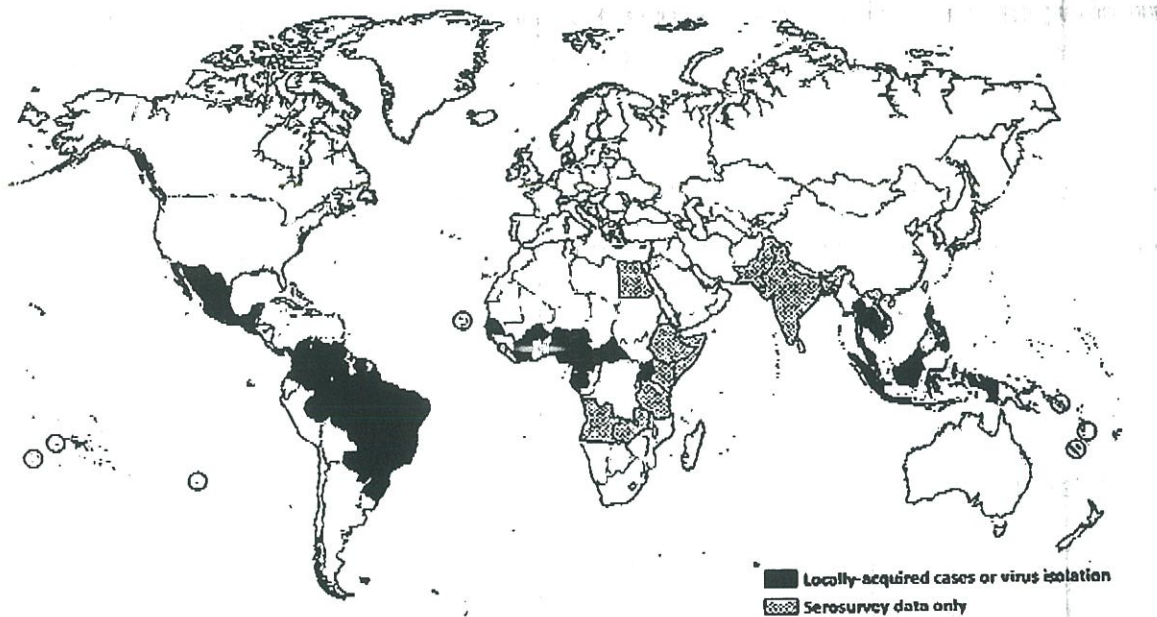 Locally-acquired cases or virus isolation
Serosurvey data only